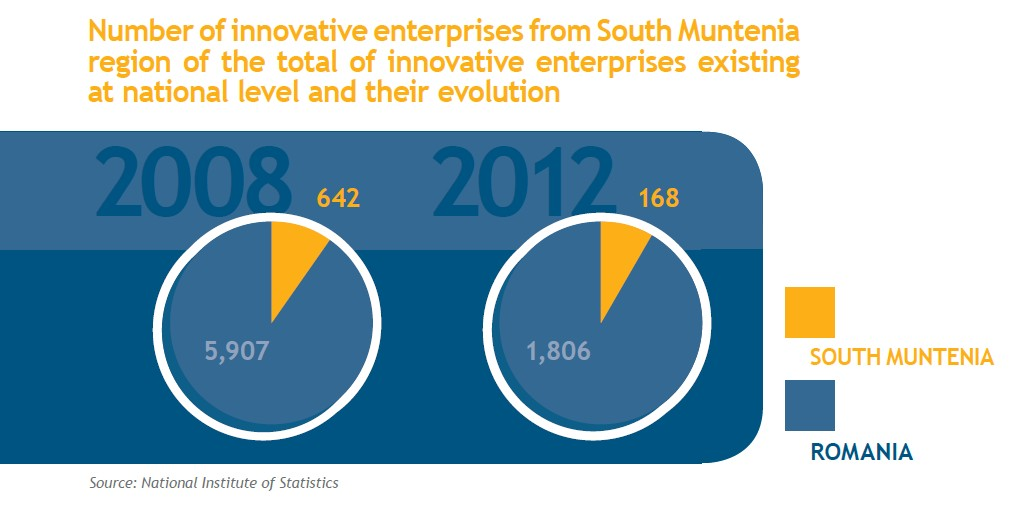 Number of innovative enterprises from South Muntenia
region of the total of innovative enterprises existing
at national level and their evolution
2008
642
2012
168
5,907
1,806
SOUTH MUNTENIA
ROMANIA
Source: National Institute of Statistics